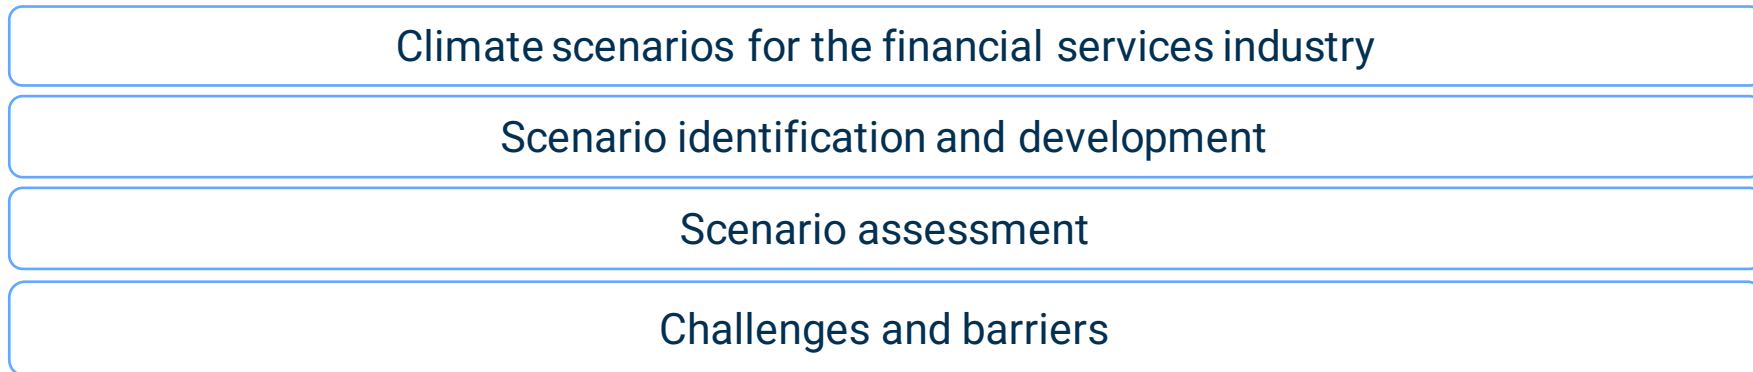 Climate scenarios for the financial services industry
Scenario identification and development
Scenario assessment
Challenges and barriers